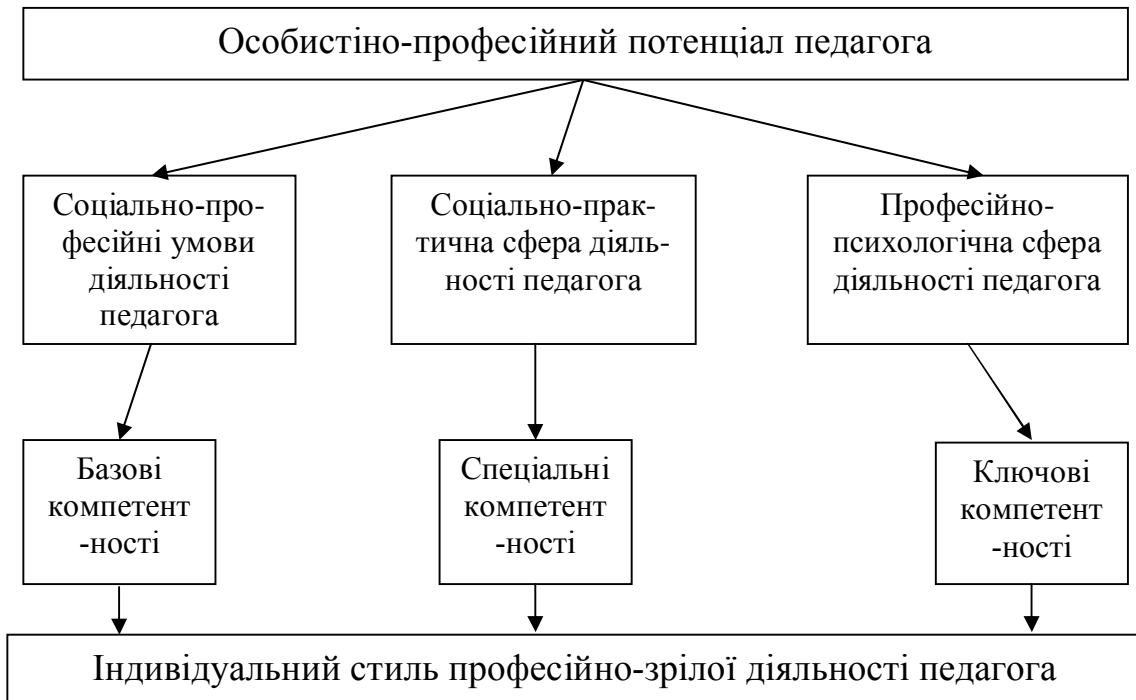 Особистіно-професійний потенціал педагога
Соціально-про-
фесійні умови
діяльності
педагога
Соціально-прак-
тична сфера діяль-
ності педагога
Професійно-
психологічна сфера
діяльності педагога
Базові
компетент
-ності
Спеціальні
компетент
-ності
Ключові
компетент
-ності
Індивідуальний стиль професійно-зрілої діяльності педагога